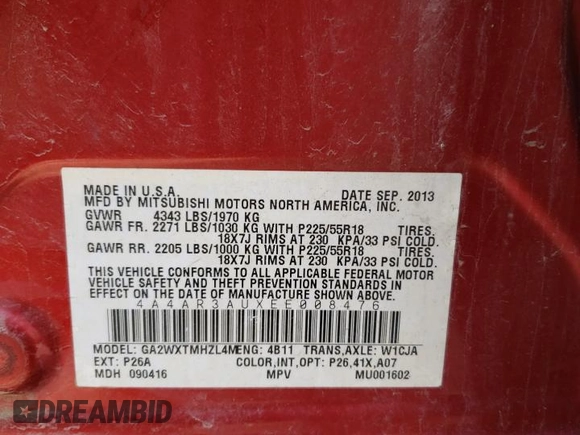 MADE IN U.S.A. DATE SEP. 2013
MFD BY MITSUBISHI MOTORS NORTH AMERICA, INC.
GVWR 4343 LBS/1970 KG
GAWR FR. 2271 LBS/1030 KG WITH P225/55R18 TIRES,
18X7J RIMS AT 230 KPA/33 PSI COLD.
GAWR RR. 2205 LBS/1000 KG WITH P225/55R18 TIRES,
18X7J RIMS AT 230 KPA/33 PSI COLD.
THIS VEHICLE CONFORMS TO ALL APPLICABLE FEDERAL MOTOR
VEHICLE SAFETY AND THEFT PREVENTION STANDARDS IN
EFFECT ON THE DATE OF MANUFACTURE SHOWN ABOVE.
4A4AR3AUXEE008476
MODEL: GA2WXTMHZL4M ENG: 4B11 TRANS,AXLE: W1CJA
EXT: P26A COLOR,INT,OPT: P26,41X,A07
MDH 090416 MPV MU001602
DREAMBID